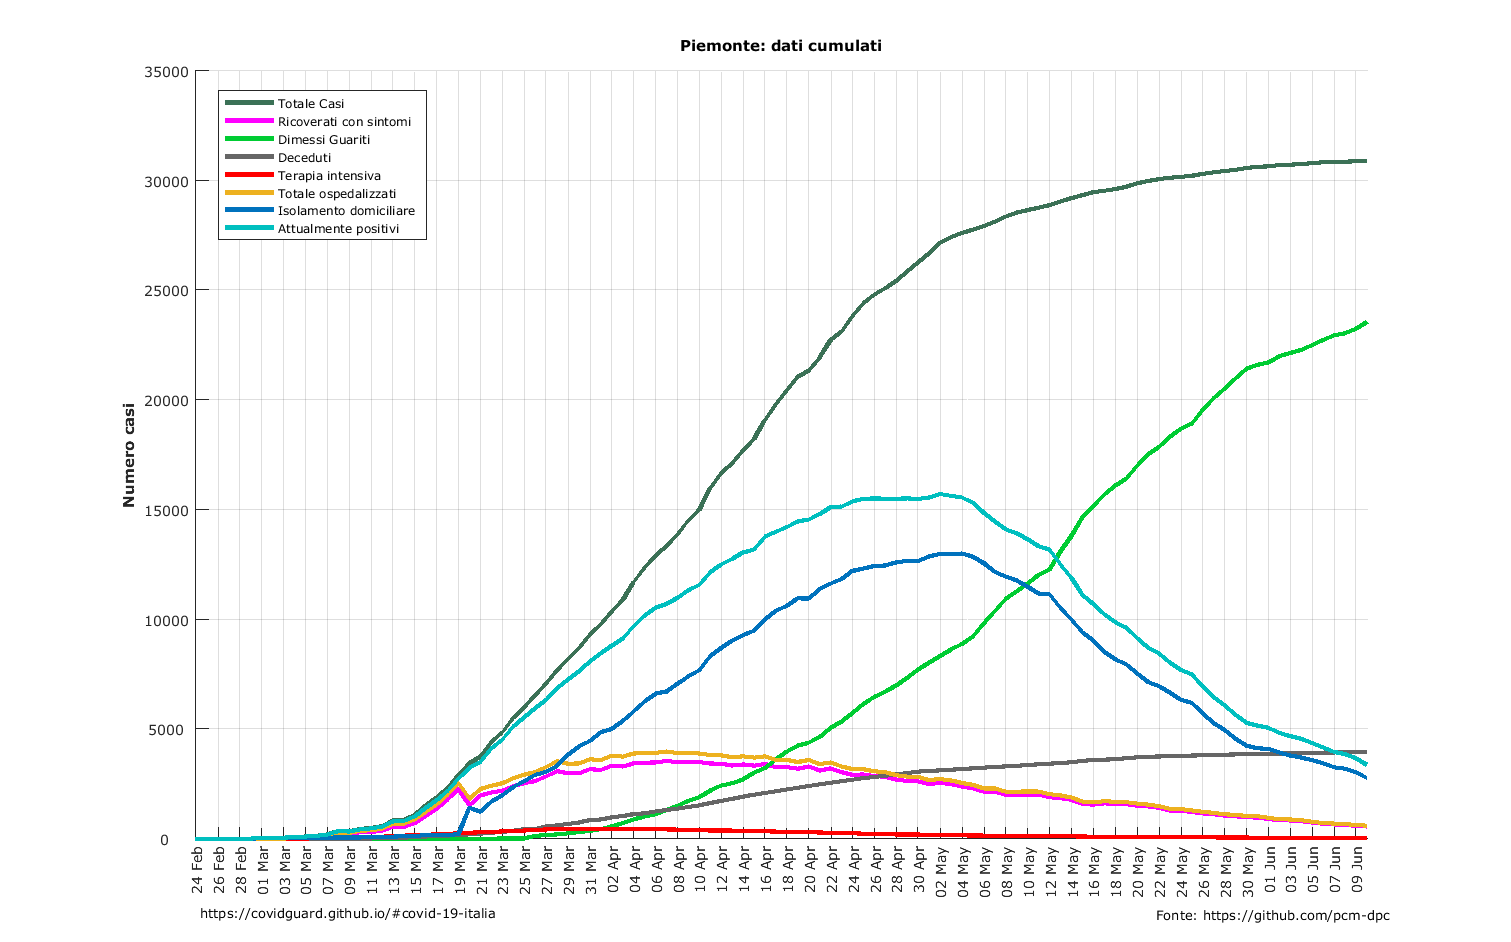 Piemonte: dati cumulati
35000
30000
25000
20000
15000
10000
5000
0
Numero casi
Totale Casi
Ricoverati con sintomi
Dimessi Guariti
Deceduti
Terapia intensiva
Totale ospedalizzati
Isolamento domiciliare
Attualmente positivi
24 Feb
26 Feb
28 Feb
01 Mar
03 Mar
05 Mar
07 Mar
09 Mar
11 Mar
13 Mar
15 Mar
17 Mar
19 Mar
21 Mar
23 Mar
25 Mar
27 Mar
29 Mar
31 Mar
02 Apr
04 Apr
06 Apr
08 Apr
10 Apr
12 Apr
14 Apr
16 Apr
18 Apr
20 Apr
22 Apr
24 Apr
26 Apr
28 Apr
30 Apr
02 May
04 May
06 May
08 May
10 May
12 May
14 May
16 May
18 May
20 May
22 May
24 May
26 May
28 May
30 May
01 Jun
03 Jun
05 Jun
07 Jun
09 Jun
https://covidguard.github.io/#covid-19-italia
Fonte: https://github.com/pcm-dpc